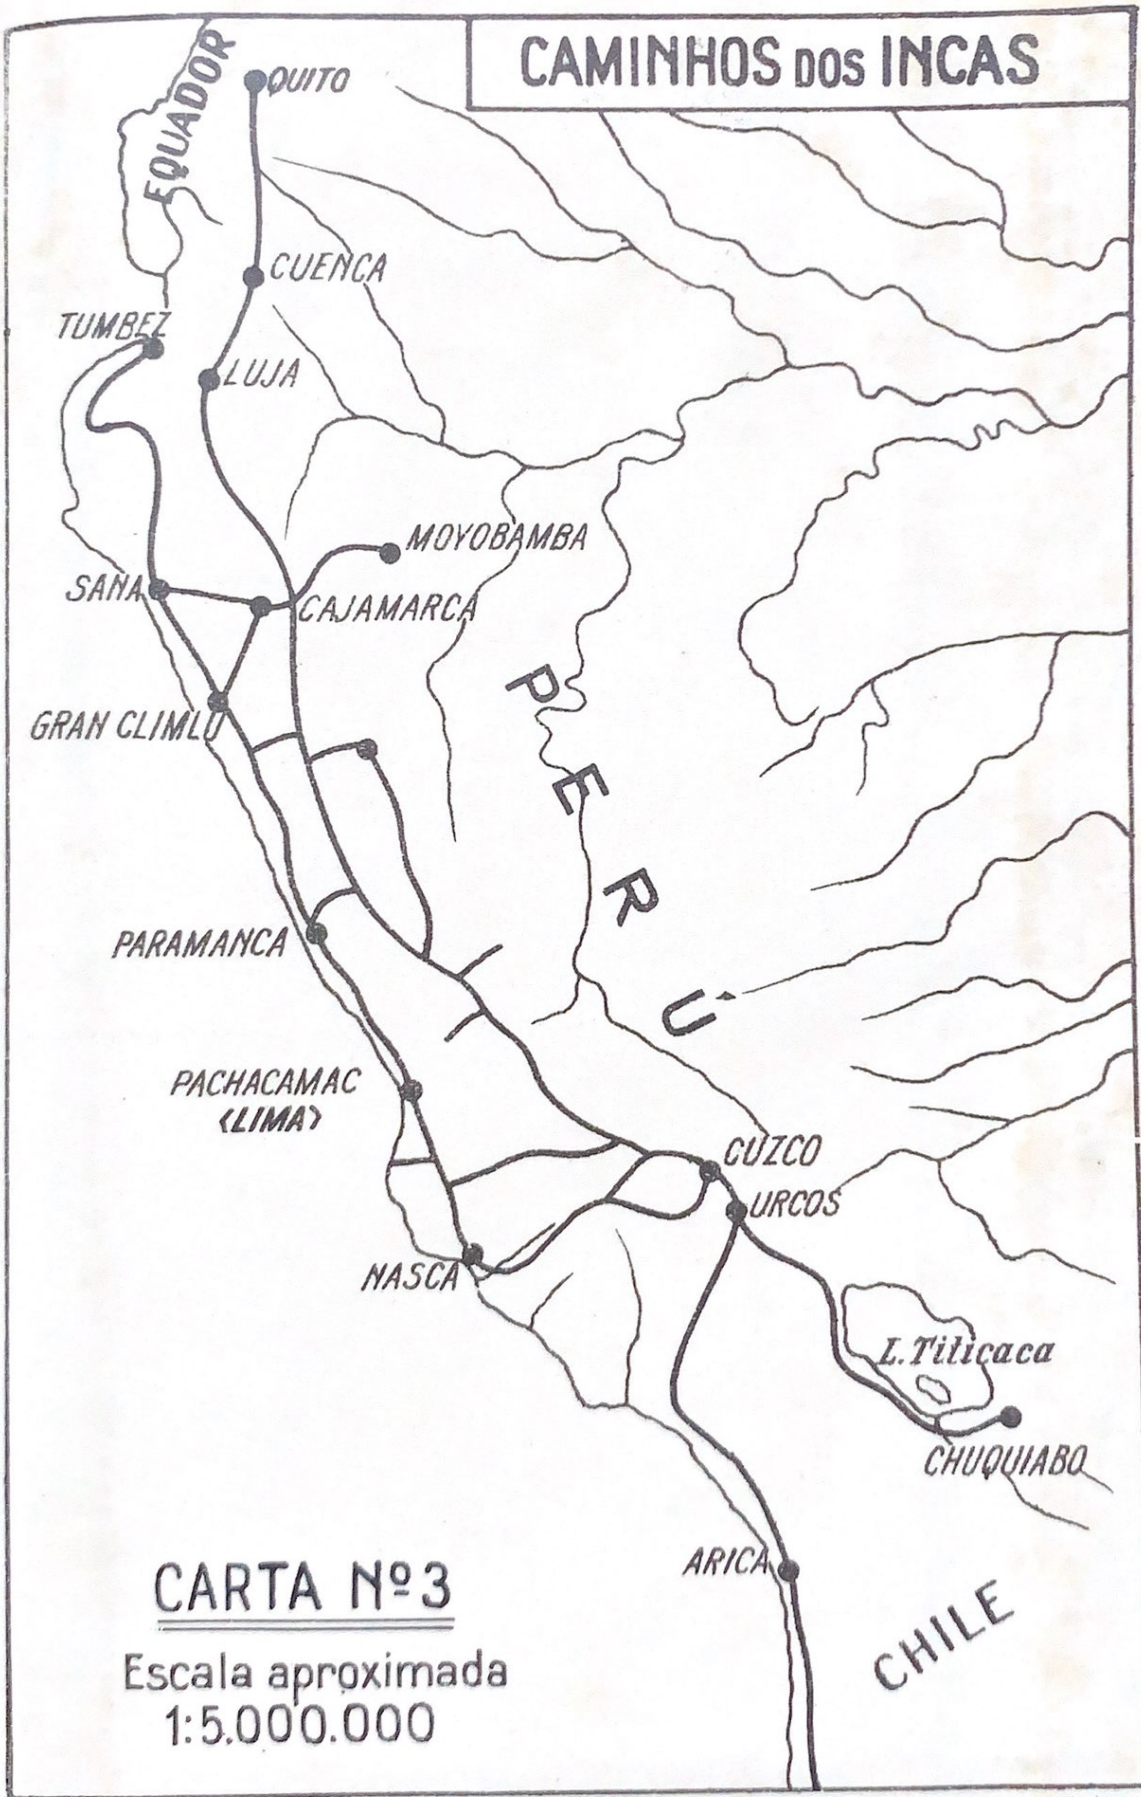 CAMINHOS DOS INCAS
EQUADOR
QUITO
CUENCA
TUMBEZ
LUJA
MOYOBAMBA
SAÑA
CAJAMARCA
GRAN CLIMLU
PERÚ
PARAMANCA
PACHACAMAC
<LIMA>
CUZCO
URCOS
NASCA
L. Titicaca
CHUQUIABO
ARICA
CHILE
CARTA Nº 3
Escala aproximada
1:5.000.000